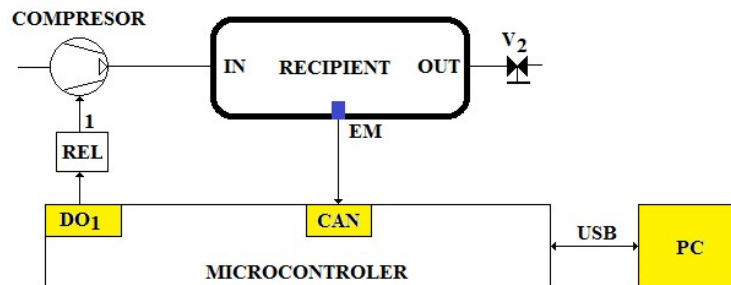 COMPRESOR
IN RECIPIENT OUT
V2
1
EM
REL
DO1
CAN
USB
PC
MICROCONTROLER